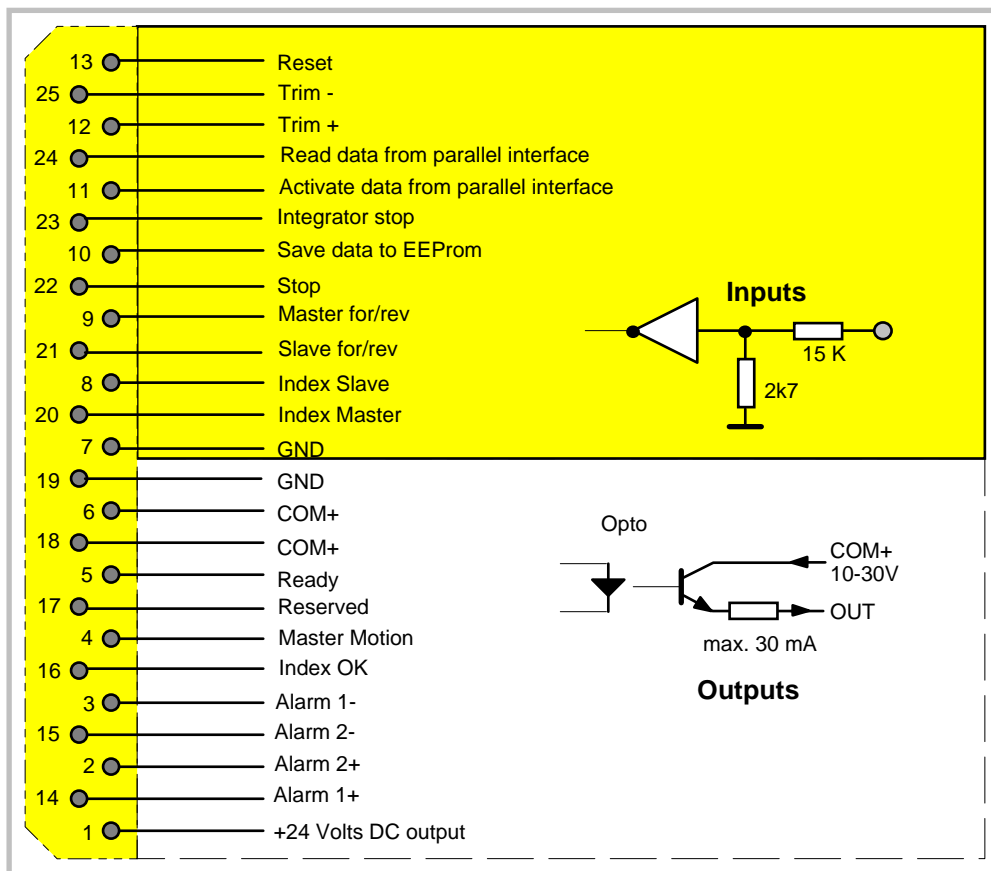 13 Reset
25 Trim -
12 Trim +
24 Read data from parallel interface
11 Activate data from parallel interface
23 Integrator stop
10 Save data to EEProm
22 Stop
9 Master for/rev
21 Slave for/rev
8 Index Slave
20 Index Master
7 GND
19 GND
6 COM+
18 COM+
5 Ready
17 Reserved
4 Master Motion
16 Index OK
3 Alarm 1-
15 Alarm 2-
2 Alarm 2+
14 Alarm 1+
1 +24 Volts DC output
Inputs
15 K
2k7
Opto
COM+
10-30V
OUT
max. 30 mA
Outputs